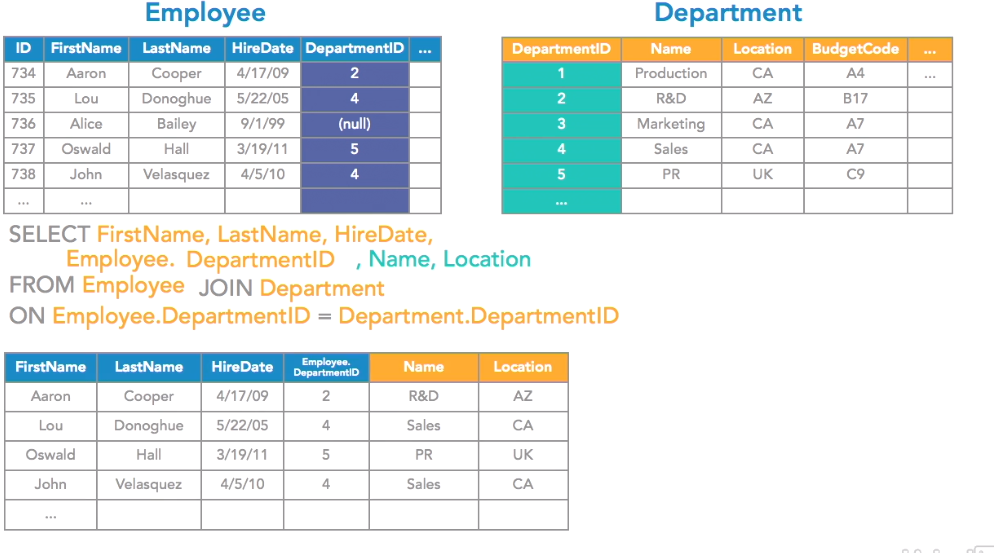 Employee
Department
ID FirstName LastName HireDate DepartmentID ...
734 Aaron Cooper 4/17/09 2
735 Lou Donoghue 5/22/05 4
736 Alice Bailey 9/1/99 (null)
737 Oswald Hall 3/19/11 5
738 John Velasquez 4/5/10 4
... ...
DepartmentID Name Location BudgetCode ...
1 Production CA A4 ...
2 R&D AZ B17
3 Marketing CA A7
4 Sales CA A7
5 PR UK C9
...
SELECT FirstName, LastName, HireDate,
Employee. DepartmentID , Name, Location
FROM Employee JOIN Department
ON Employee.DepartmentID = Department.DepartmentID
FirstName LastName HireDate Employee. DepartmentID Name Location
Aaron Cooper 4/17/09 2 R&D AZ
Lou Donoghue 5/22/05 4 Sales CA
Oswald Hall 3/19/11 5 PR UK
John Velasquez 4/5/10 4 Sales CA
...